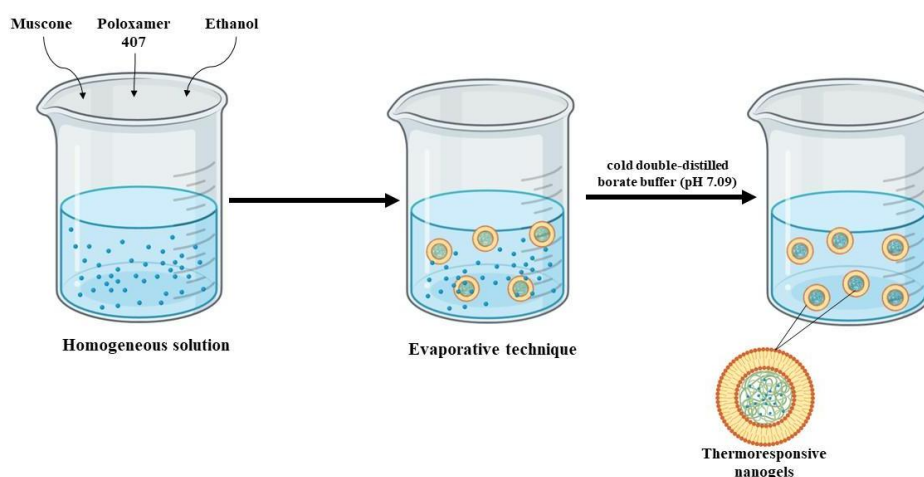 Muscone
Poloxamer
407
Ethanol
cold double-distilled
borate buffer (pH 7.09)
Homogeneous solution
Evaporative technique
Thermoresponsive
nanogels